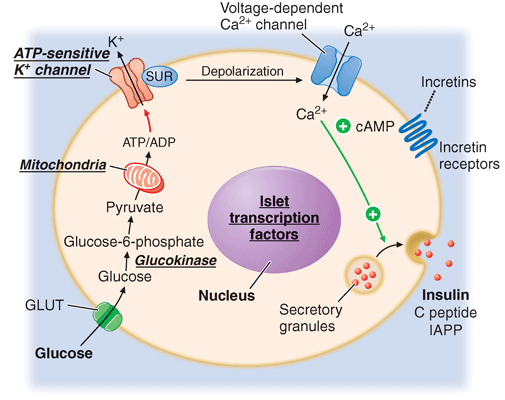 Voltage-dependent
Ca²⁺ channel
K⁺
Ca²⁺
ATP-sensitive
K⁺ channel
SUR
Depolarization
Incretins
Ca²⁺
+ cAMP
ATP/ADP
Incretin
receptors
Mitochondria
Islet
transcription
factors
Pyruvate
+
Glucose-6-phosphate
Glucokinase
Glucose
Nucleus
Insulin
C peptide
IAPP
Secretory
granules
GLUT
Glucose